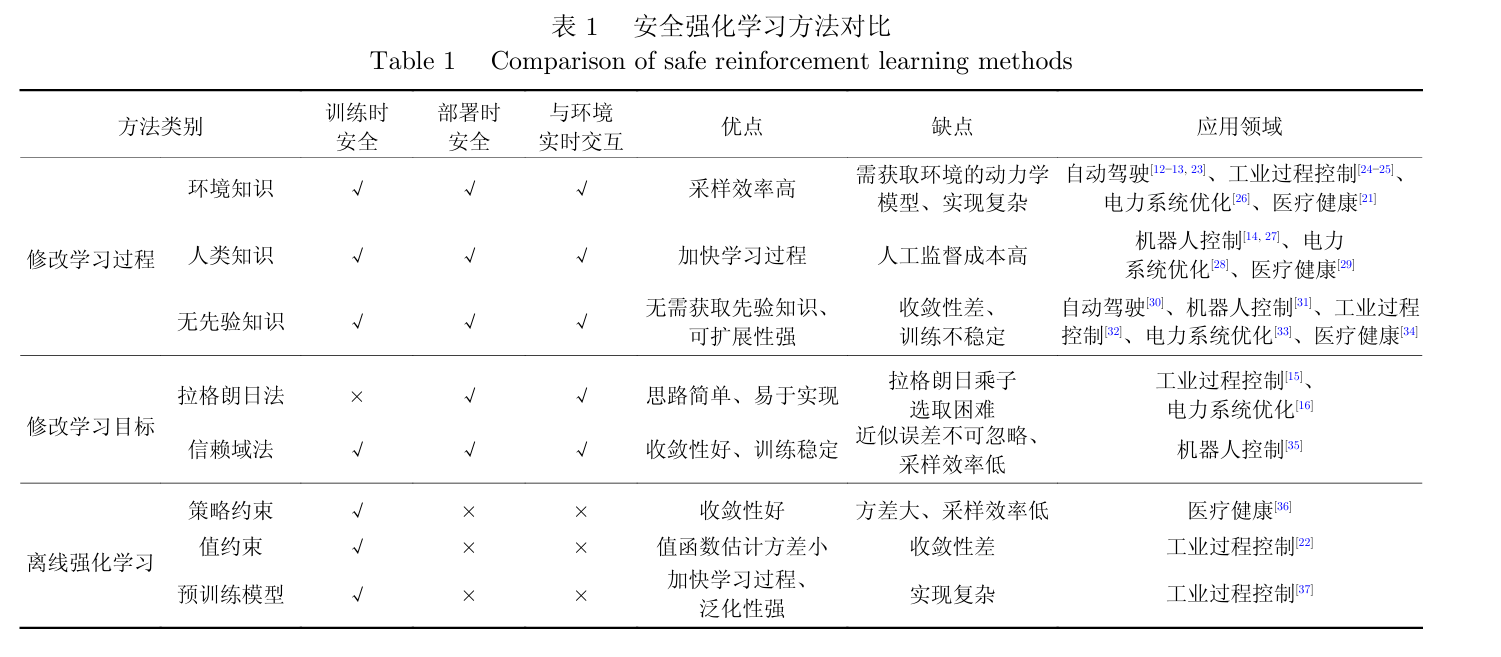 表 1 安全强化学习方法对比
Table 1 Comparison of safe reinforcement learning methods
方法类别 训练时安全 部署时安全 与环境实时交互 优点 缺点 应用领域
修改学习过程
环境知识 √ √ √ 采样效率高 需获取环境的动力学模型、实现复杂 自动驾驶[12−13, 23]、工业过程控制[24−25]、电力系统优化[26]、医疗健康[21]
人类知识 √ √ √ 加快学习过程 人工监督成本高 机器人控制[14, 27]、电力系统优化[28]、医疗健康[29]
无先验知识 √ √ √ 无需获取先验知识、可扩展性强 收敛性差、训练不稳定 自动驾驶[30]、机器人控制[31]、工业过程控制[32]、电力系统优化[33]、医疗健康[34]
修改学习目标
拉格朗日法 × √ √ 思路简单、易于实现 拉格朗日乘子选取困难 工业过程控制[15]、电力系统优化[16]
信赖域法 √ √ √ 收敛性好、训练稳定 近似误差不可忽略、采样效率低 机器人控制[35]
离线强化学习
策略约束 √ × × 收敛性好 方差大、采样效率低 医疗健康[36]
值约束 √ × × 值函数估计方差小 收敛性差 工业过程控制[22]
预训练模型 √ × × 加快学习过程、泛化性强 实现复杂 工业过程控制[37]